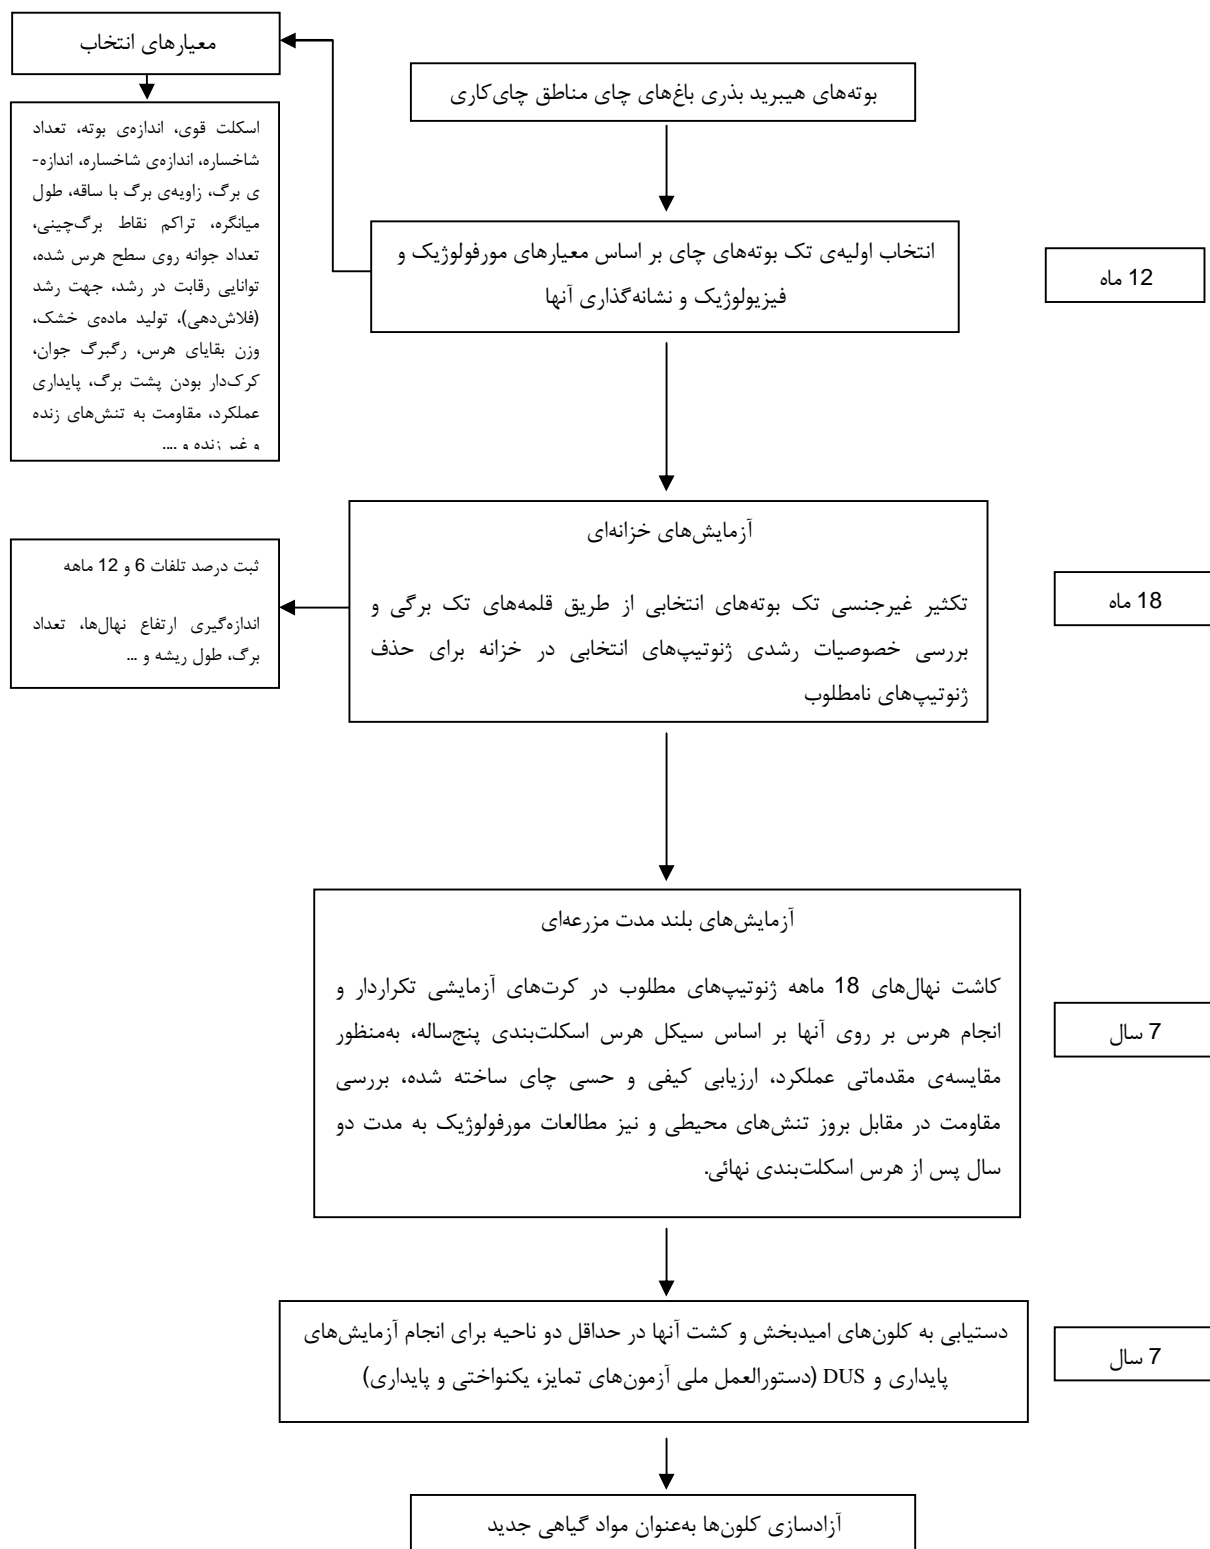 معیارهای انتخاب
اسکلت قوی، اندازه‌ی بوته، تعداد
شاخساره، اندازه‌ی شاخساره، اندازه-
ی برگ، زاویه‌ی برگ با ساقه، طول
میانگره، تراکم نقاط برگ‌چینی،
تعداد جوانه روی سطح هرس شده،
توانایی رقابت در رشد، جهت رشد
(فلاش‌دهی)، تولید ماده‌ی خشک،
وزن بقایای هرس، رگبرگ جوان،
کرک‌دار بودن پشت برگ، پایداری
عملکرد، مقاومت به تنش‌های زنده
و غیر زنده و ....
بوته‌های هیبرید بذری باغ‌های چای مناطق چای‌کاری
انتخاب اولیه‌ی تک بوته‌های چای بر اساس معیارهای مورفولوژیک و
فیزیولوژیک و نشانه‌گذاری آنها
12 ماه
آزمایش‌های خزانه‌ای
تکثیر غیرجنسی تک بوته‌های انتخابی از طریق قلمه‌های تک برگی و
بررسی خصوصیات رشدی ژنوتیپ‌های انتخابی در خزانه برای حذف
ژنوتیپ‌های نامطلوب
ثبت درصد تلفات 6 و 12 ماهه
اندازه‌گیری ارتفاع نهال‌ها، تعداد
برگ، طول ریشه و ...
18 ماه
آزمایش‌های بلند مدت مزرعه‌ای
کاشت نهال‌های 18 ماهه ژنوتیپ‌های مطلوب در کرت‌های آزمایشی تکراردار و
انجام هرس بر روی آنها بر اساس سیکل هرس اسکلت‌بندی پنج‌ساله، به‌منظور
مقایسه‌ی مقدماتی عملکرد، ارزیابی کیفی و حسی چای ساخته شده، بررسی
مقاومت در مقابل بروز تنش‌های محیطی و نیز مطالعات مورفولوژیک به مدت دو
سال پس از هرس اسکلت‌بندی نهائی.
7 سال
دستیابی به کلون‌های امیدبخش و کشت آنها در حداقل دو ناحیه برای انجام آزمایش‌های
پایداری و DUS (دستورالعمل ملی آزمون‌های تمایز، یکنواختی و پایداری)
7 سال
آزادسازی کلون‌ها به‌عنوان مواد گیاهی جدید